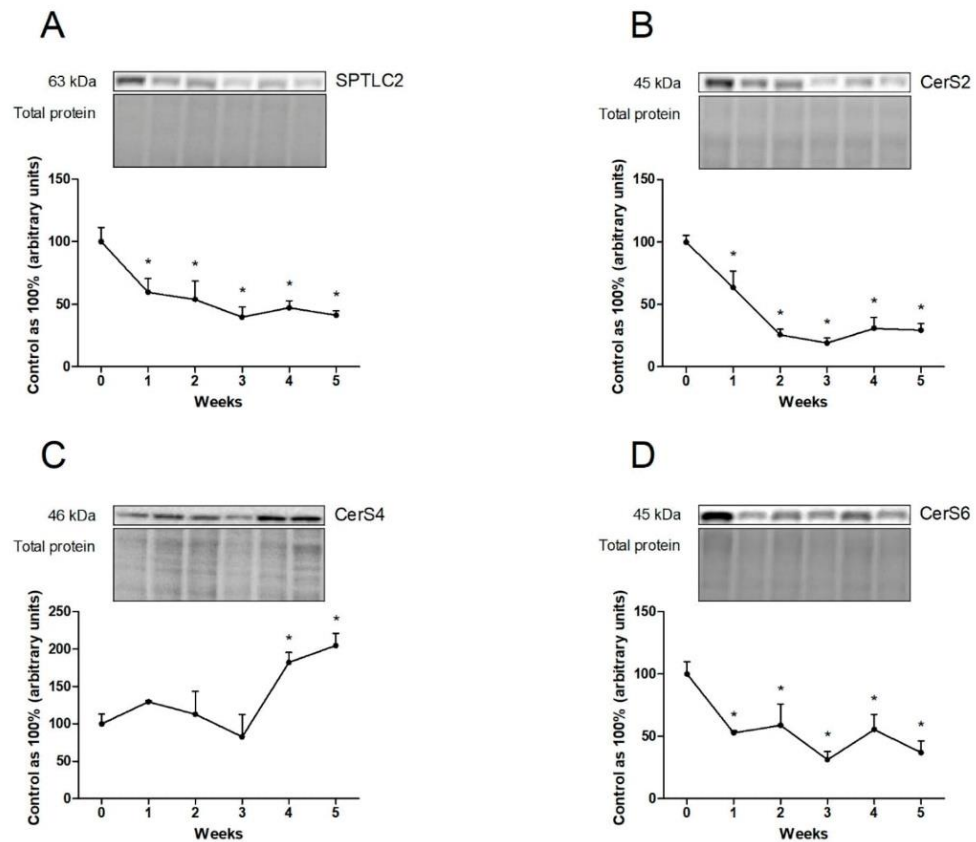 A
63 kDa
SPTLC2
Total protein
Control as 100% (arbitrary units)
150
100
50
0
*
*
*
*
*
0 1 2 3 4 5
Weeks
B
45 kDa
CerS2
Total protein
Control as 100% (arbitrary units)
150
100
50
0
*
*
*
*
*
0 1 2 3 4 5
Weeks
C
46 kDa
CerS4
Total protein
Control as 100% (arbitrary units)
250
200
150
100
50
0
*
*
0 1 2 3 4 5
Weeks
D
45 kDa
CerS6
Total protein
Control as 100% (arbitrary units)
150
100
50
0
*
*
*
*
*
0 1 2 3 4 5
Weeks